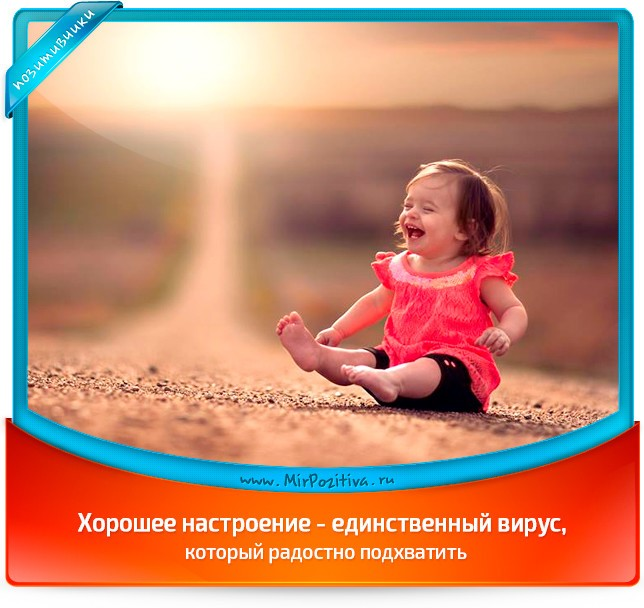 позитивчики
www.MirPozitiva.ru
Хорошее настроение - единственный вирус,
который радостно подхватить